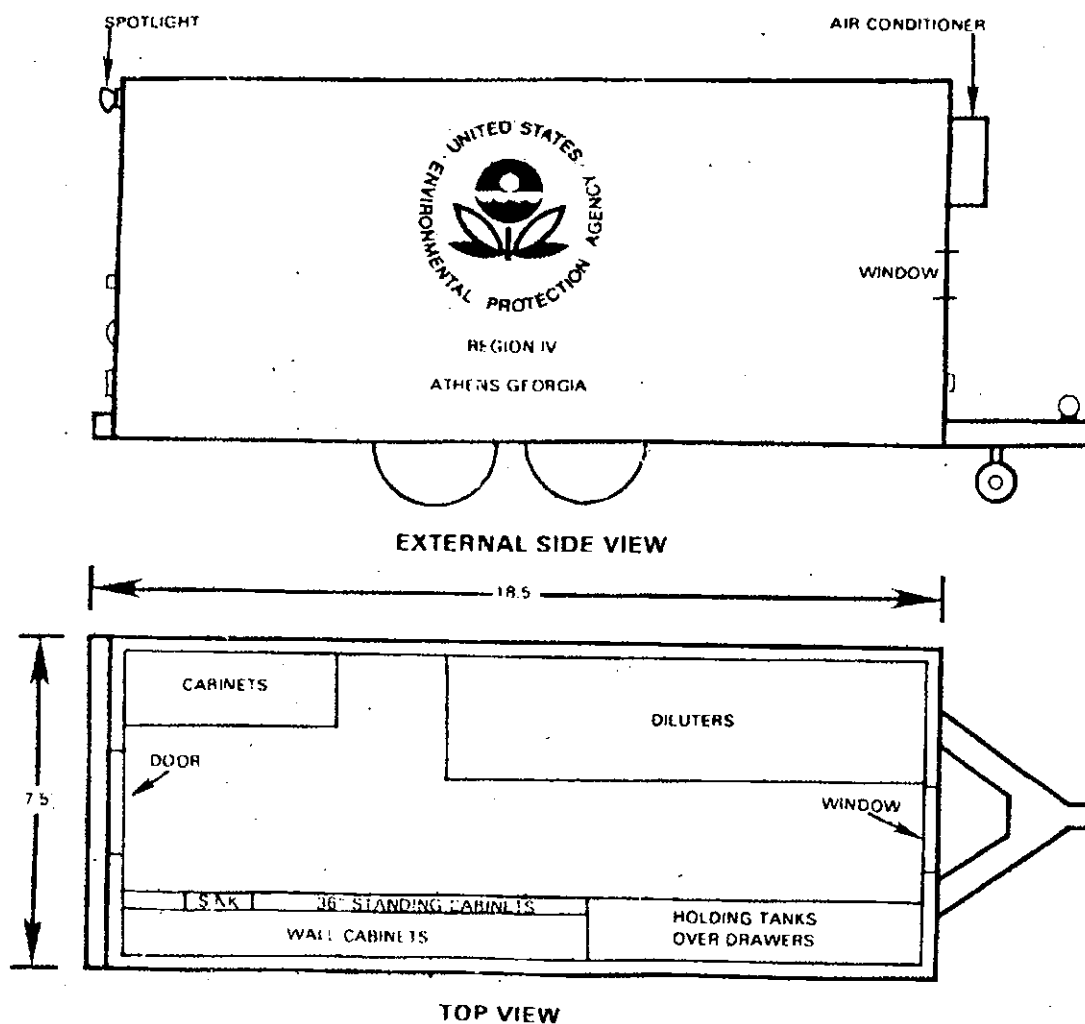 SPOTLIGHT
AIR CONDITIONER
UNITED STATES
ENVIRONMENTAL PROTECTION AGENCY
WINDOW
REGION IV
ATHENS GEORGIA
EXTERNAL SIDE VIEW
18.5
CABINETS
DILUTERS
DOOR
7.5
WINDOW
SINK
36" STANDING CABINETS
WALL CABINETS
HOLDING TANKS
OVER DRAWERS
TOP VIEW